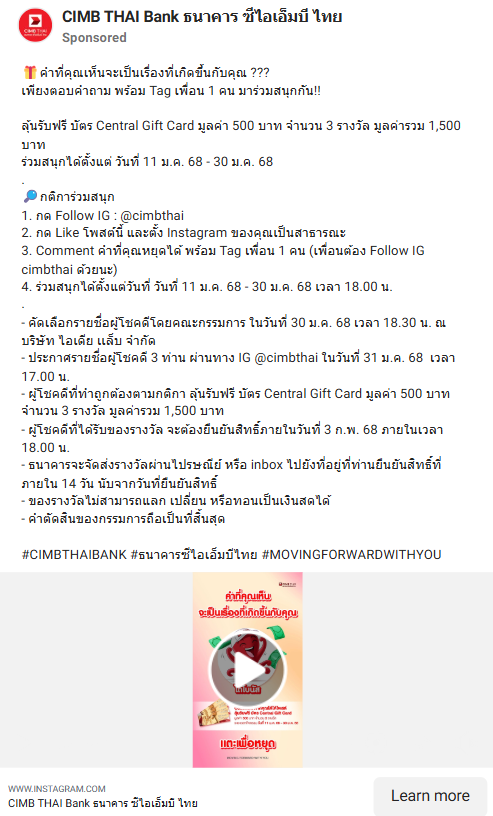 CIMB THAI Bank ธนาคาร ซีไอเอ็มบี ไทย
Sponsored
🎁 คำที่คุณเห็นจะเป็นเรื่องที่เกิดขึ้นกับคุณ ???
เพียงตอบคำถาม พร้อม Tag เพื่อน 1 คน มาร่วมสนุกกัน!!
ลุ้นรับฟรี บัตร Central Gift Card มูลค่า 500 บาท จำนวน 3 รางวัล มูลค่ารวม 1,500
บาท
ร่วมสนุกได้ตั้งแต่ วันที่ 11 ม.ค. 68 - 30 ม.ค. 68
.
🔎 กติการ่วมสนุก
1. กด Follow IG : @cimbthai
2. กด Like โพสต์นี้ และตั้ง Instagram ของคุณเป็นสาธารณะ
3. Comment คำที่คุณหยุดได้ พร้อม Tag เพื่อน 1 คน (เพื่อนต้อง Follow IG
cimbthai ด้วยนะ)
4. ร่วมสนุกได้ตั้งแต่วันที่ วันที่ 11 ม.ค. 68 - 30 ม.ค. 68 เวลา 18.00 น.
.
- คัดเลือกรายชื่อผู้โชคดีโดยคณะกรรมการ ในวันที่ 30 ม.ค. 68 เวลา 18.30 น. ณ
บริษัท ไอเดีย แล็บ จำกัด
- ประกาศรายชื่อผู้โชคดี 3 ท่าน ผ่านทาง IG @cimbthai ในวันที่ 31 ม.ค. 68 เวลา
17.00 น.
- ผู้โชคดีที่ทำถูกต้องตามกติกา ลุ้นรับฟรี บัตร Central Gift Card มูลค่า 500 บาท
จำนวน 3 รางวัล มูลค่ารวม 1,500 บาท
- ผู้โชคดีที่ได้รับของรางวัล จะต้องยืนยันสิทธิ์ภายในวันที่ 3 ก.พ. 68 ภายในเวลา
18.00 น.
- ธนาคารจะจัดส่งรางวัลผ่านไปรษณีย์ หรือ inbox ไปยังที่อยู่ที่ท่านยืนยันสิทธิ์ที่
ภายใน 14 วัน นับจากวันที่ยืนยันสิทธิ์
- ของรางวัลไม่สามารถแลก เปลี่ยน หรือทอนเป็นเงินสดได้
- คำตัดสินของกรรมการถือเป็นที่สิ้นสุด
#CIMBTHAIBANK #ธนาคารซีไอเอ็มบีไทย #MOVINGFORWARDWITHYOU
คำที่คุณเห็น
จะเป็นเรื่องที่เกิดขึ้นกับคุณ
ได้โบนัส
แตะเพื่อหยุด
WWW.INSTAGRAM.COM
CIMB THAI Bank ธนาคาร ซีไอเอ็มบี ไทย
Learn more